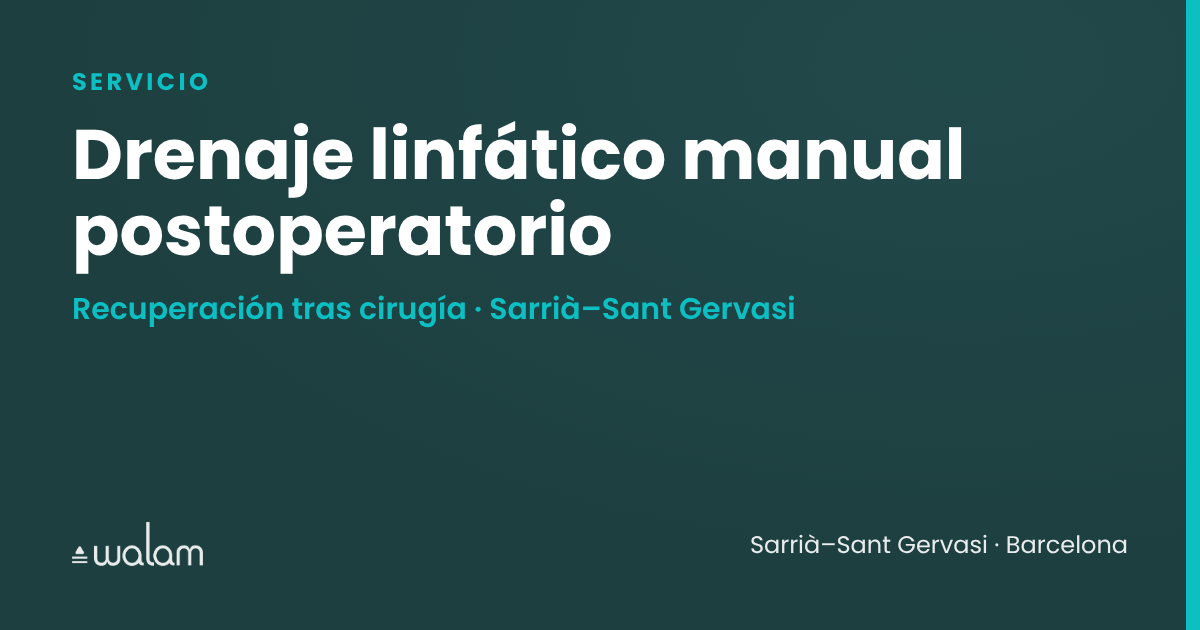 SERVICIO
Drenaje linfático manual
postoperatorio
Recuperación tras cirugía · Sarrià–Sant Gervasi
walam
Sarrià–Sant Gervasi · Barcelona